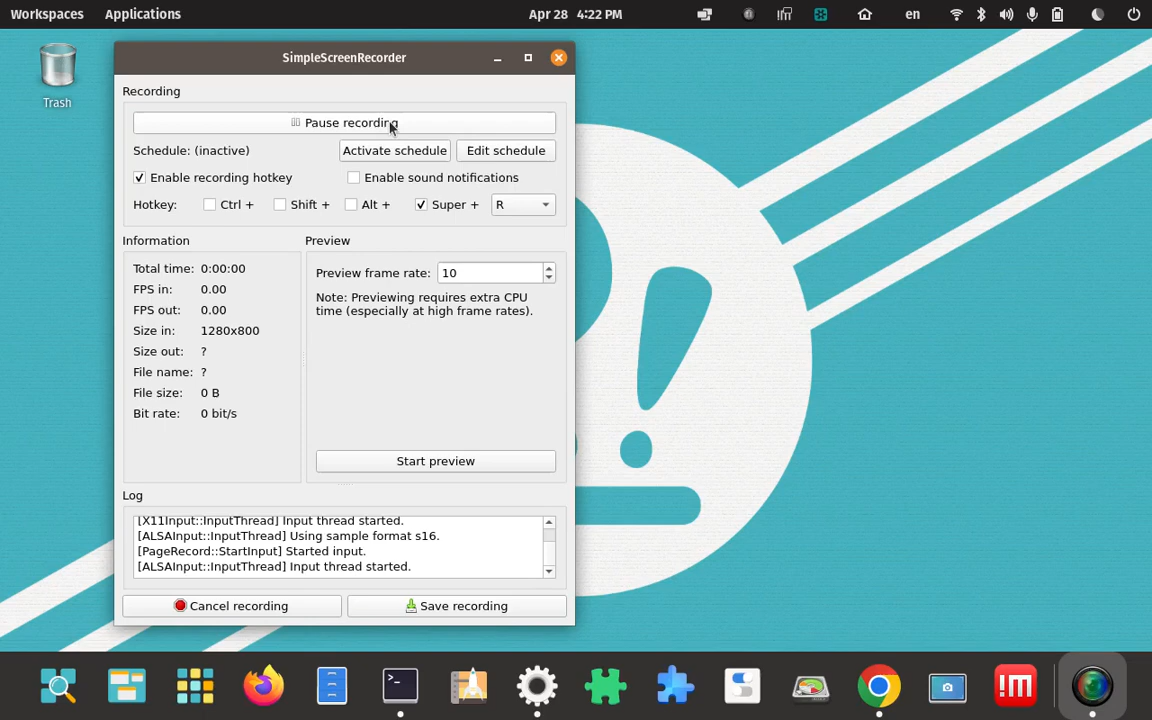 Workspaces Applications Apr 28 4:22 PM en
Trash
SimpleScreenRecorder
Recording
Pause recording
Schedule: (inactive) Activate schedule Edit schedule
Enable recording hotkey Enable sound notifications
Hotkey: Ctrl + Shift + Alt + Super + R
Information Preview
Total time: 0:00:00
FPS in: 0.00
FPS out: 0.00
Size in: 1280x800
Size out: ?
File name: ?
File size: 0 B
Bit rate: 0 bit/s
Preview frame rate: 10
Note: Previewing requires extra CPU
time (especially at high frame rates).
Start preview
Log
[X11Input::InputThread] Input thread started.
[ALSAInput::InputThread] Using sample format s16.
[PageRecord::StartInput] Started input.
[ALSAInput::InputThread] Input thread started.
Cancel recording Save recording
>_
!M